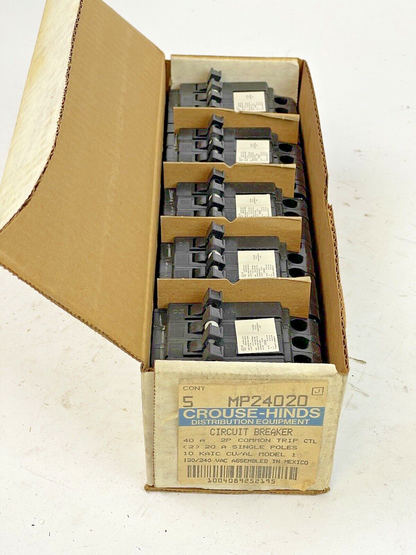 CONT
5 MP24020
CROUSE-HINDS
DISTRIBUTION EQUIPMENT
CIRCUIT BREAKER
40 A 2P COMMON TRIP CTL
(2) 20 A SINGLE POLES
10 KAIC CU/AL MODEL 1
120/240 VAC ASSEMBLED IN MEXICO
1004089252195